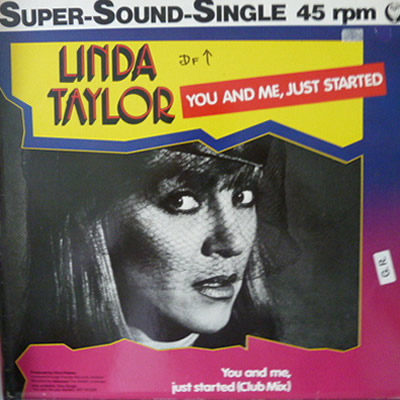 SUPER-SOUND-SINGLE 45 rpm
LINDA
TAYLOR
DF↑
YOU AND ME, JUST STARTED
G.R.
You and me,
just started (Club Mix)